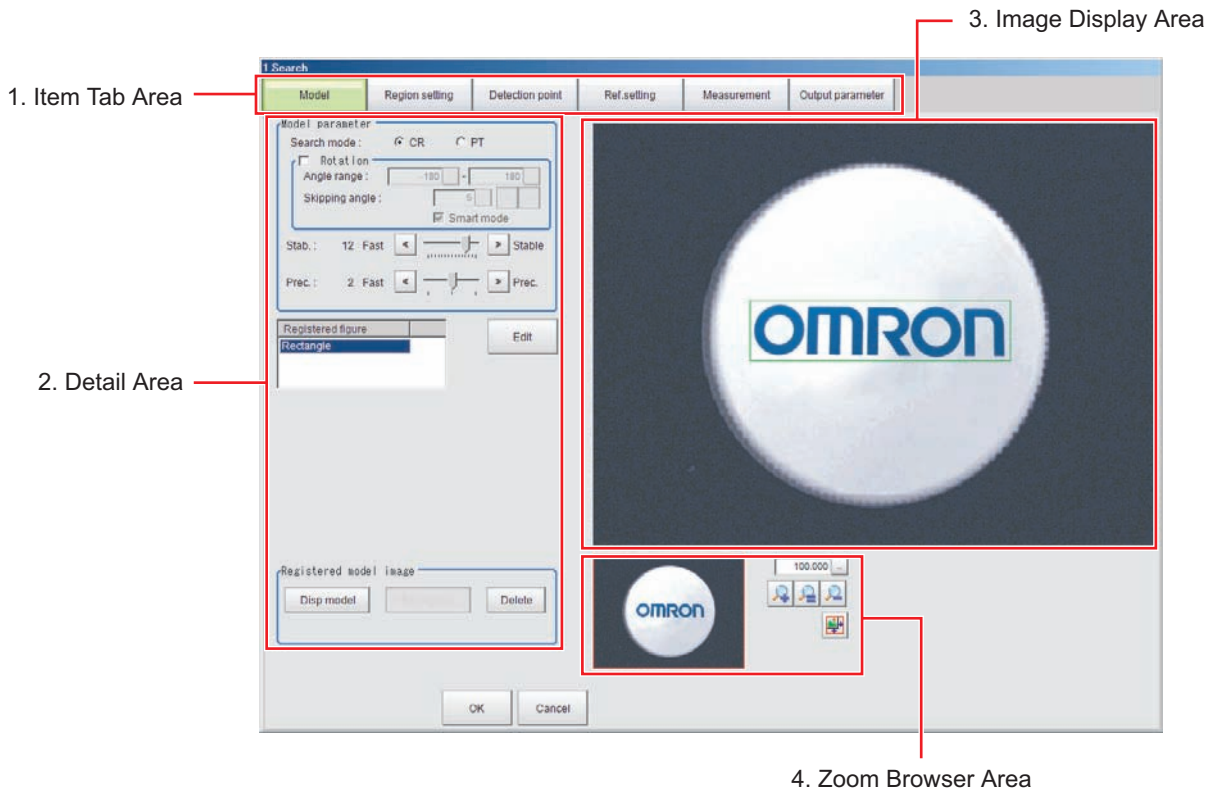 3. Image Display Area
1. Item Tab Area
2. Detail Area
4. Zoom Browser Area
1 Search
Model Region setting Detection point Ref.setting Measurement Output parameter
Model parameter
Search mode : CR PT
Rotation
Angle range : -180 - 180
Skipping angle : 5
Smart mode
Stab. : 12 Fast < > Stable
Prec. : 2 Fast < > Prec.
Registered figure
Rectangle
Edit
Registered model image
Disp model
Delete
OMRON
OMRON
100.000 ...
OK Cancel